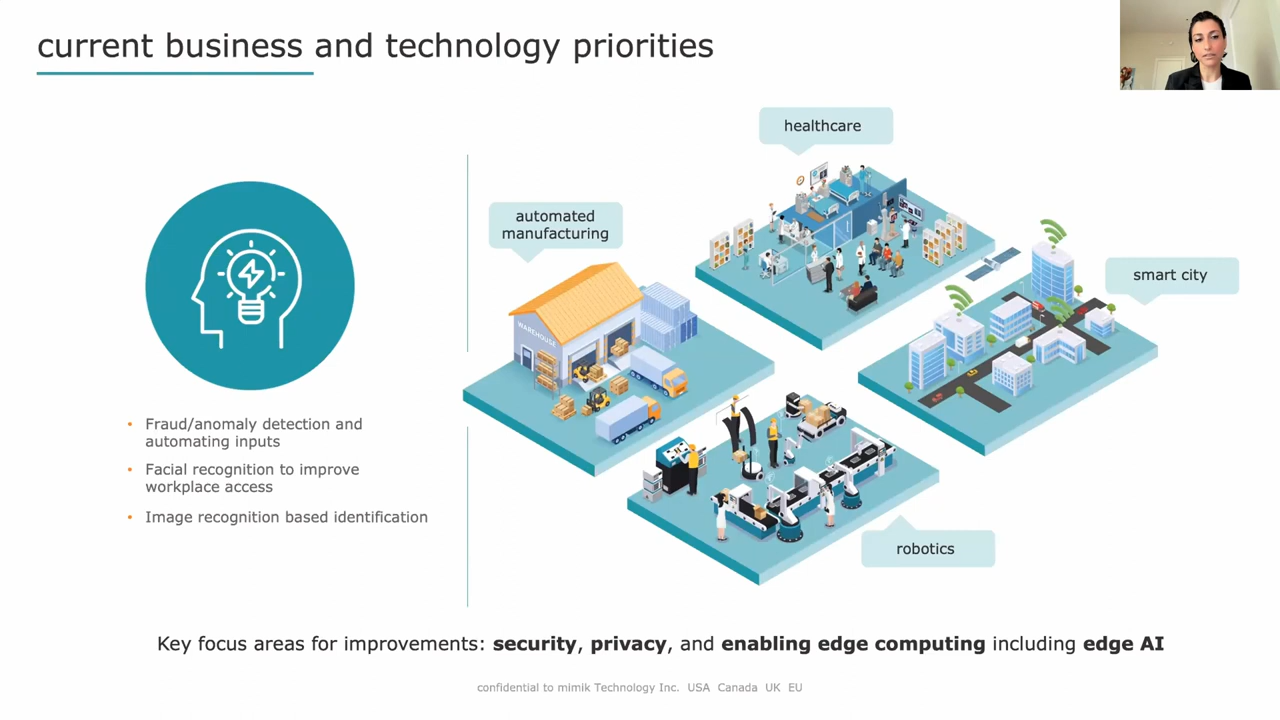 current business and technology priorities
healthcare
automated
manufacturing
smart city
WAREHOUSE
Fraud/anomaly detection and
automating inputs
Facial recognition to improve
workplace access
Image recognition based identification
robotics
Key focus areas for improvements: security, privacy, and enabling edge computing including edge AI
confidential to mimik Technology Inc. USA Canada UK EU